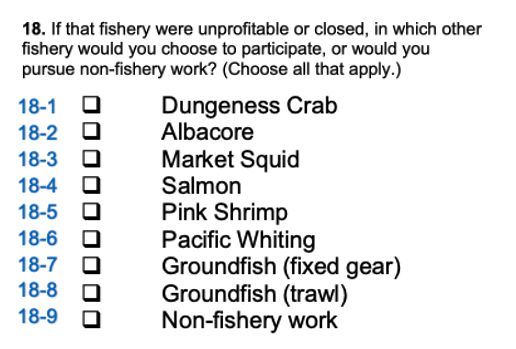 18. If that fishery were unprofitable or closed, in which other
fishery would you choose to participate, or would you
pursue non-fishery work? (Choose all that apply.)
18-1 ☐ Dungeness Crab
18-2 ☐ Albacore
18-3 ☐ Market Squid
18-4 ☐ Salmon
18-5 ☐ Pink Shrimp
18-6 ☐ Pacific Whiting
18-7 ☐ Groundfish (fixed gear)
18-8 ☐ Groundfish (trawl)
18-9 ☐ Non-fishery work